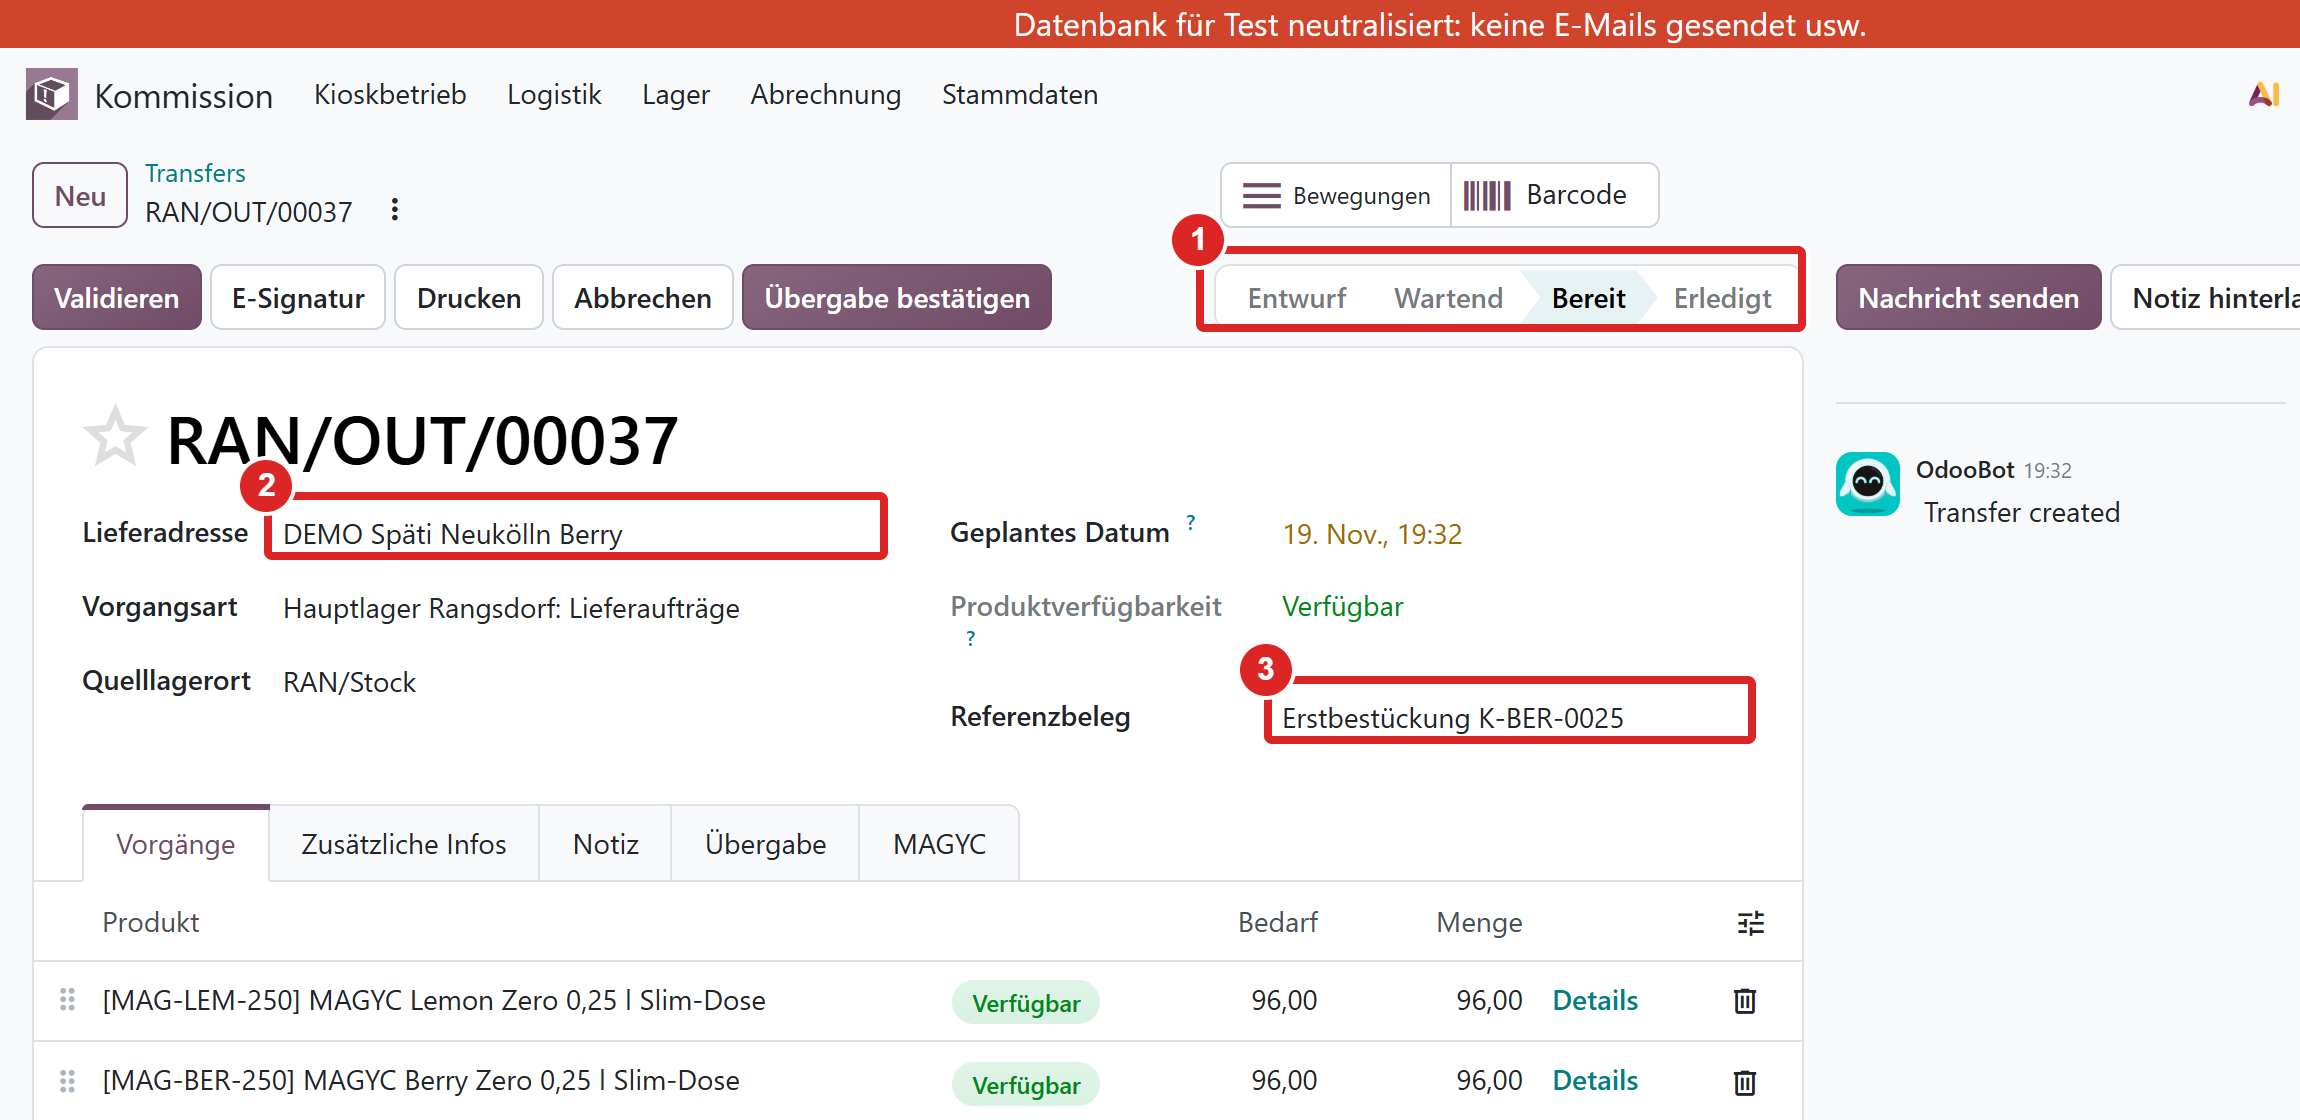 Datenbank für Test neutralisiert: keine E-Mails gesendet usw.
Kommission Kioskbetrieb Logistik Lager Abrechnung Stammdaten AI
Neu Transfers
RAN/OUT/00037
Bewegungen Barcode
1
Validieren E-Signatur Drucken Abbrechen Übergabe bestätigen Entwurf Wartend Bereit Erledigt Nachricht senden Notiz hinterla
RAN/OUT/00037
2
Lieferadresse DEMO Späti Neukölln Berry
Geplantes Datum ? 19. Nov., 19:32
Vorgangsart Hauptlager Rangsdorf: Lieferaufträge
Produktverfügbarkeit ? Verfügbar
Quelllagerort RAN/Stock
3
Referenzbeleg Erstbestückung K-BER-0025
OdooBot 19:32
Transfer created
Vorgänge Zusätzliche Infos Notiz Übergabe MAGYC
Produkt Bedarf Menge
[MAG-LEM-250] MAGYC Lemon Zero 0,25 l Slim-Dose Verfügbar 96,00 96,00 Details
[MAG-BER-250] MAGYC Berry Zero 0,25 l Slim-Dose Verfügbar 96,00 96,00 Details